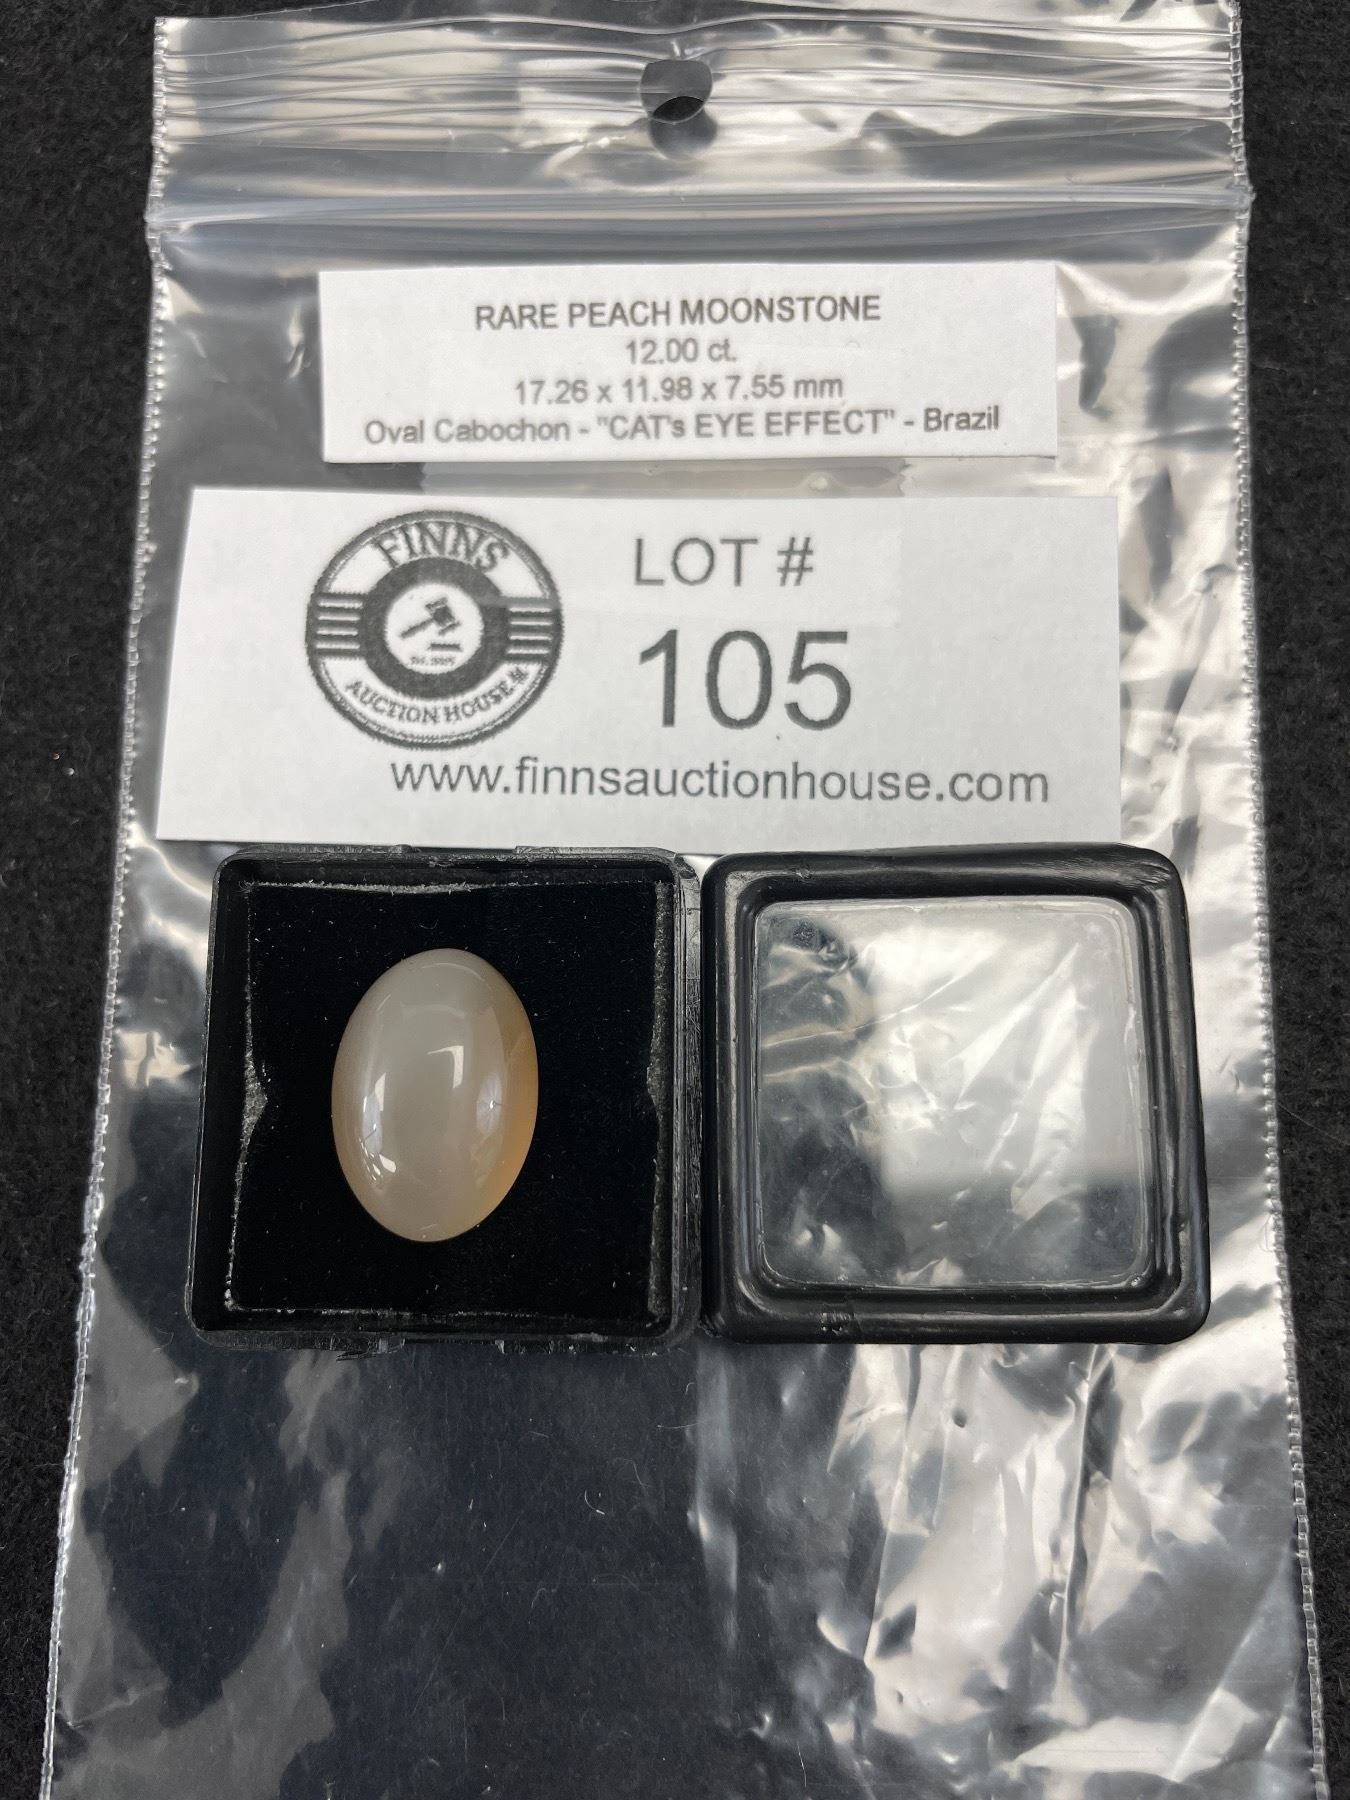 RARE PEACH MOONSTONE
12.00 ct.
17.26 x 11.98 x 7.55 mm
Oval Cabochon - "CAT's EYE EFFECT" - Brazil
FINNS
AUCTION HOUSE
LOT #
105
www.finnsauctionhouse.com